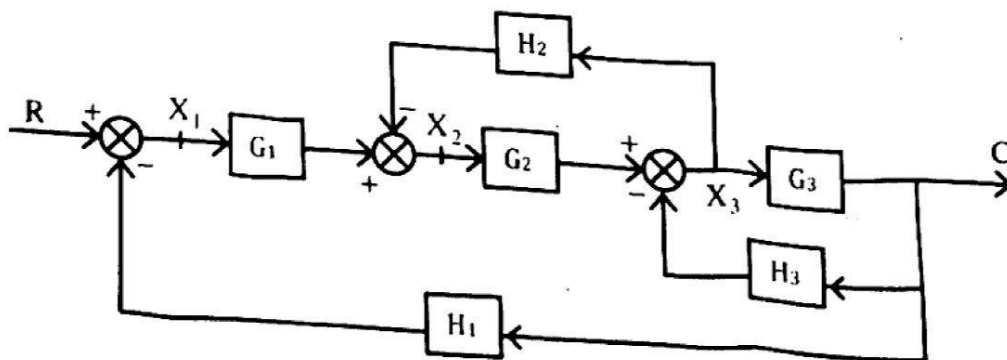 H₂
R + X₁ G₁ + − X₂ G₂ + X₃ G₃ C
− −
H₃
H₁